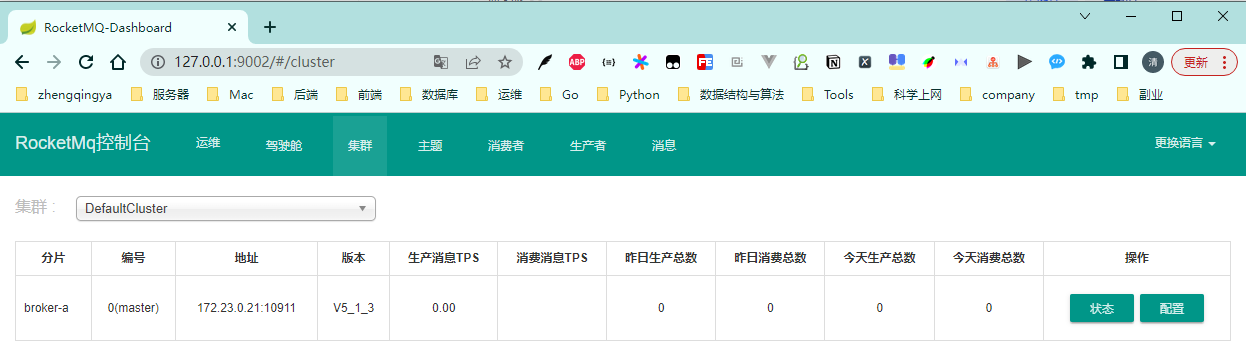 RocketMQ-Dashboard
127.0.0.1:9002/#/cluster
ABP
FE
N
X
清
更新
zhengqingya 服务器 Mac 后端 前端 数据库 运维 Go Python 数据结构与算法 Tools 科学上网 company tmp 副业
RocketMq控制台 运维 驾驶舱 集群 主题 消费者 生产者 消息 更换语言
集群：
DefaultCluster
分片 编号 地址 版本 生产消息TPS 消费消息TPS 昨日生产总数 昨日消费总数 今天生产总数 今天消费总数 操作
broker-a 0(master) 172.23.0.21:10911 V5_1_3 0.00 0 0 0 0 状态 配置